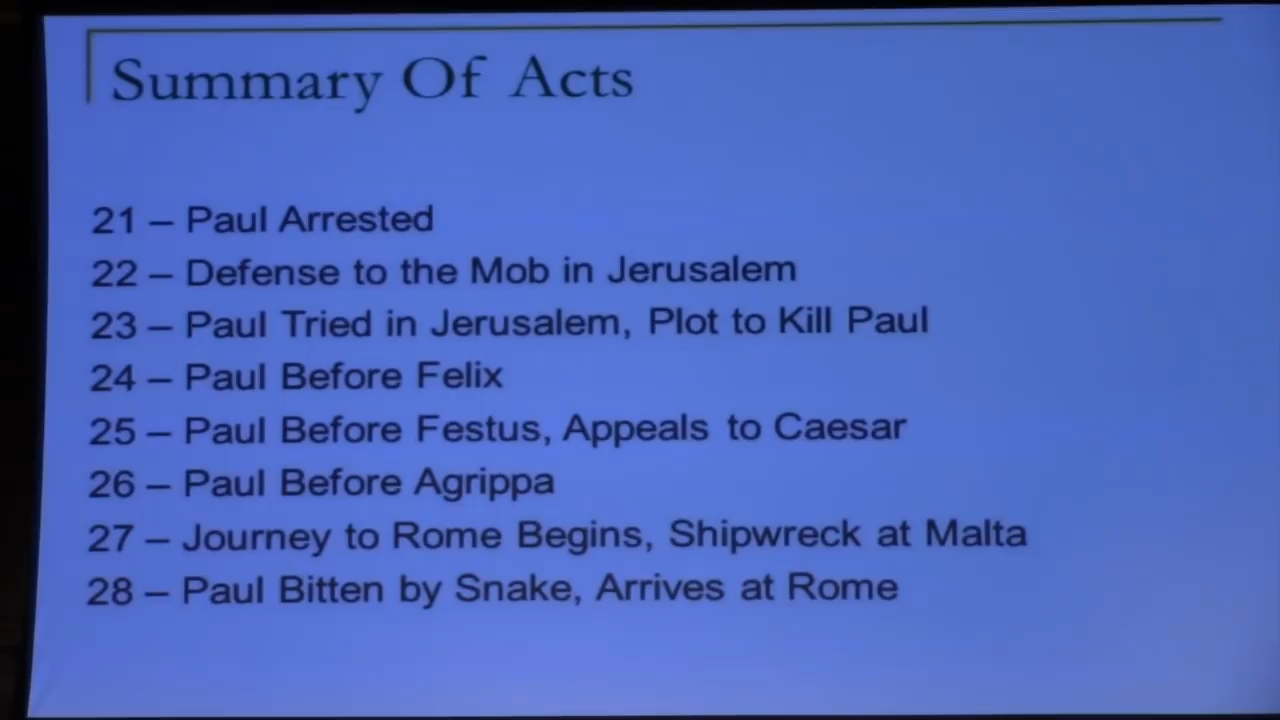 Summary Of Acts
21 – Paul Arrested
22 – Defense to the Mob in Jerusalem
23 – Paul Tried in Jerusalem, Plot to Kill Paul
24 – Paul Before Felix
25 – Paul Before Festus, Appeals to Caesar
26 – Paul Before Agrippa
27 – Journey to Rome Begins, Shipwreck at Malta
28 – Paul Bitten by Snake, Arrives at Rome